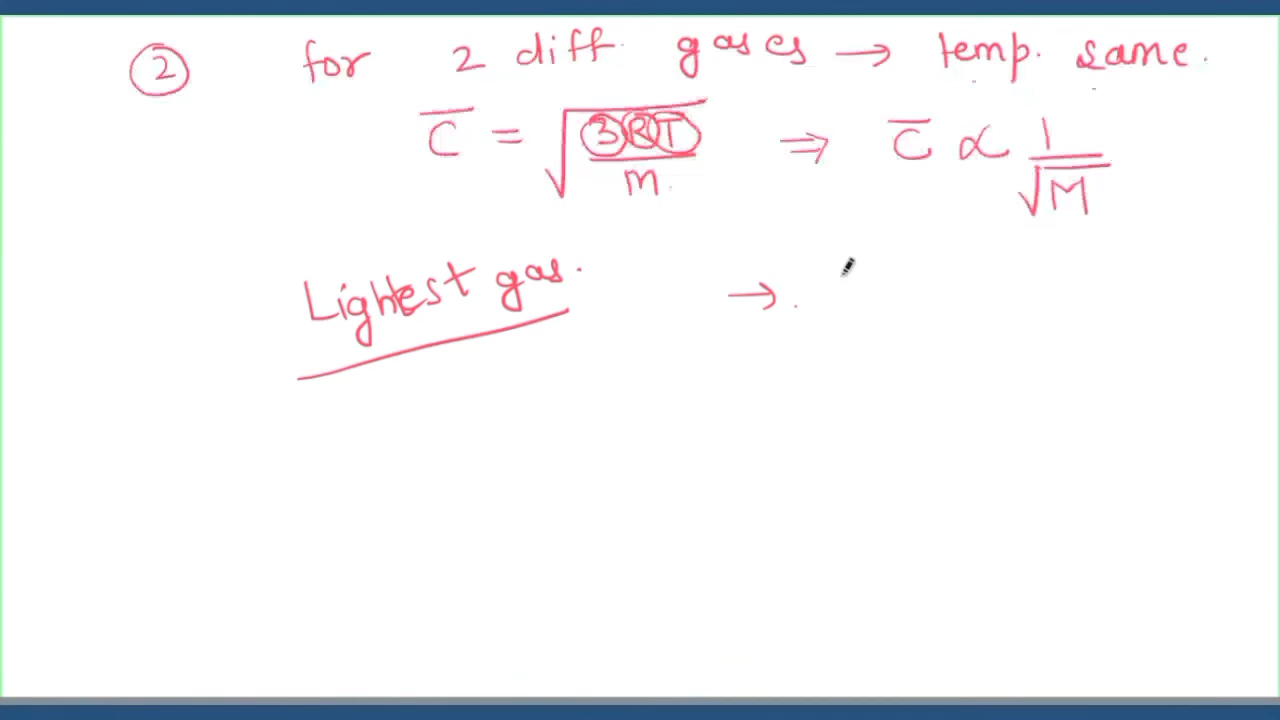 ② for 2 diff. gases → temp. same.
C̅ = √(3RT/m) ⇒ C̅ ∝ 1/√M
Lightest gas. →